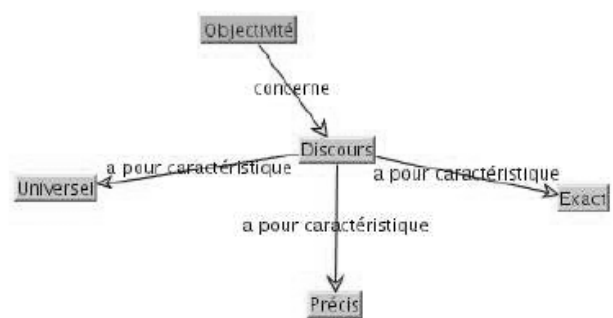 Objectivité
concerne
Discours
a pour caractéristique
a pour caractéristique
Universel
Exact
a pour caractéristique
Précis